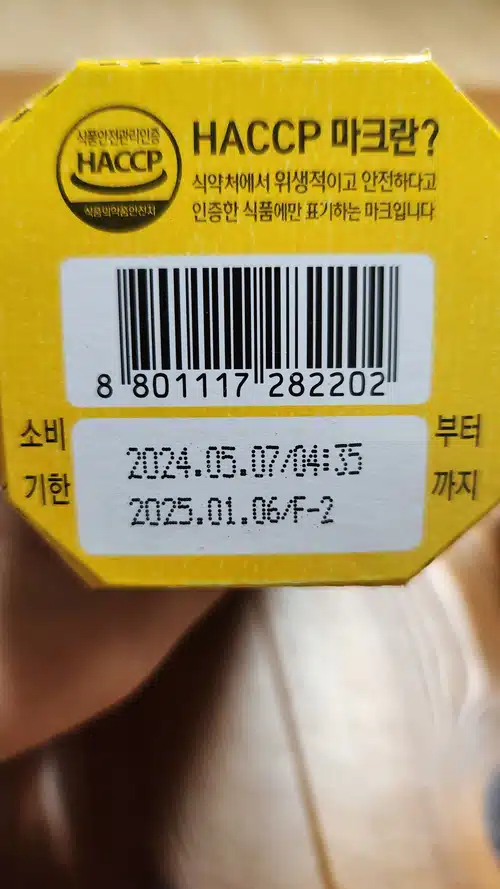 식품안전관리인증
HACCP
식품의약품안전처
HACCP 마크란?
식약처에서 위생적이고 안전하다고
인증한 식품에만 표기하는 마크입니다
8 801117 282202
소비 2024.05.07/04:35 부터
기한 2025.01.06/F-2 까지